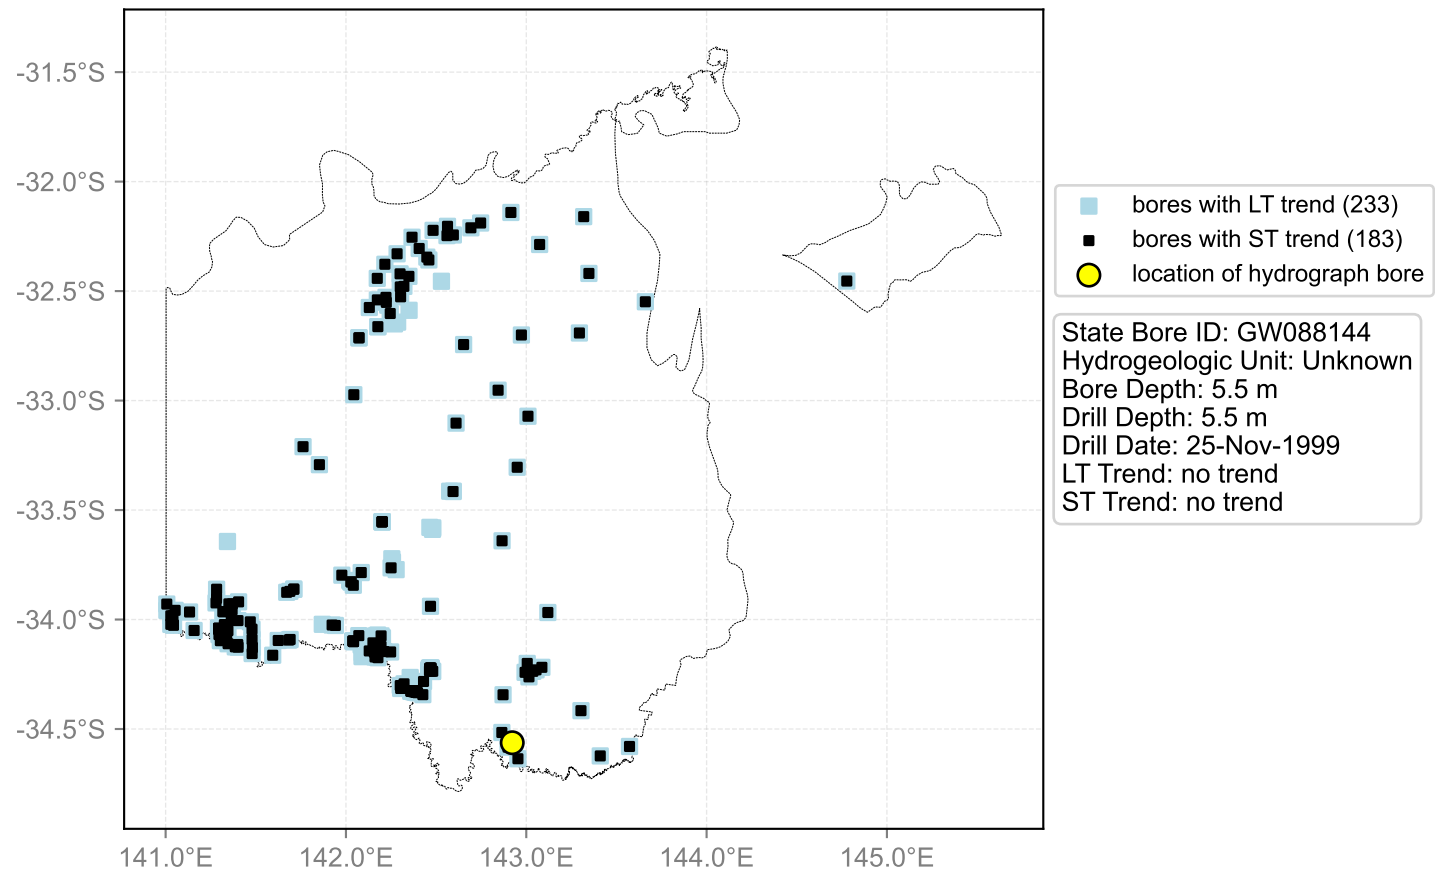 -31.5°S
-32.0°S
-32.5°S
-33.0°S
-33.5°S
-34.0°S
-34.5°S
141.0°E
142.0°E
143.0°E
144.0°E
145.0°E
bores with LT trend (233)
bores with ST trend (183)
location of hydrograph bore
State Bore ID: GW088144
Hydrogeologic Unit: Unknown
Bore Depth: 5.5 m
Drill Depth: 5.5 m
Drill Date: 25-Nov-1999
LT Trend: no trend
ST Trend: no trend